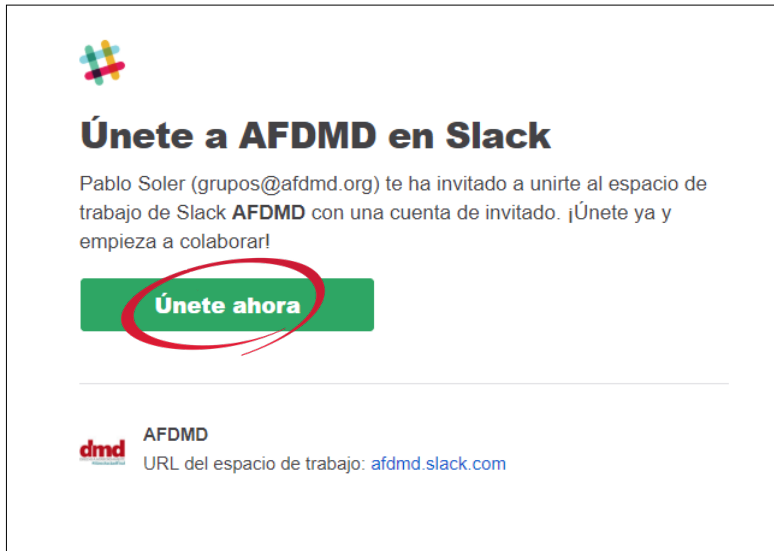 Únete a AFDMD en Slack
Pablo Soler (grupos@afdmd.org) te ha invitado a unirte al espacio de
trabajo de Slack AFDMD con una cuenta de invitado. ¡Únete ya y
empieza a colaborar!
Únete ahora
dmd
AFDMD
URL del espacio de trabajo: afdmd.slack.com